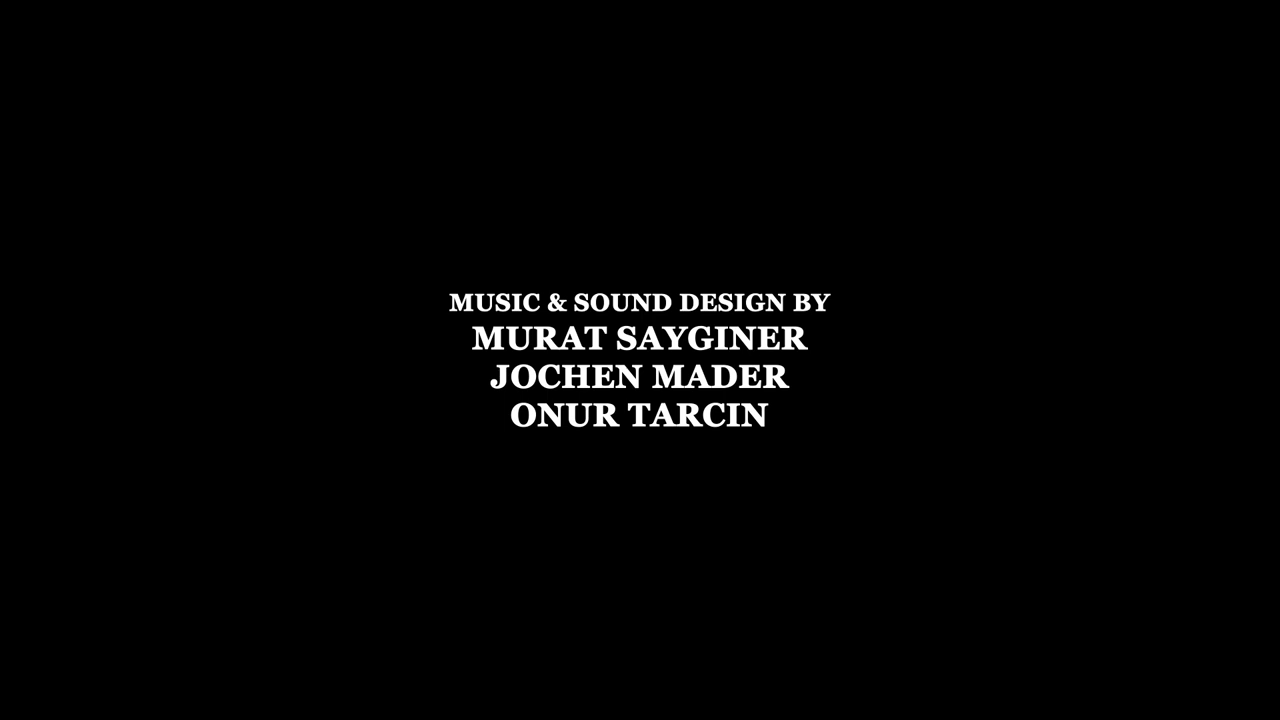 MUSIC & SOUND DESIGN BY
MURAT SAYGINER
JOCHEN MADER
ONUR TARCIN